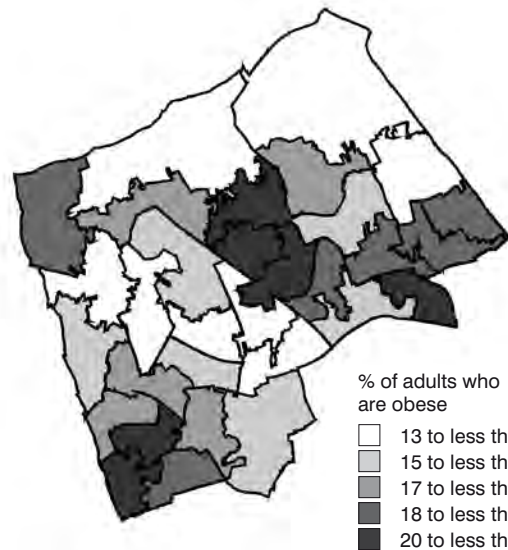 % of adults who
are obese
13 to less th
15 to less th
17 to less th
18 to less th
20 to less th